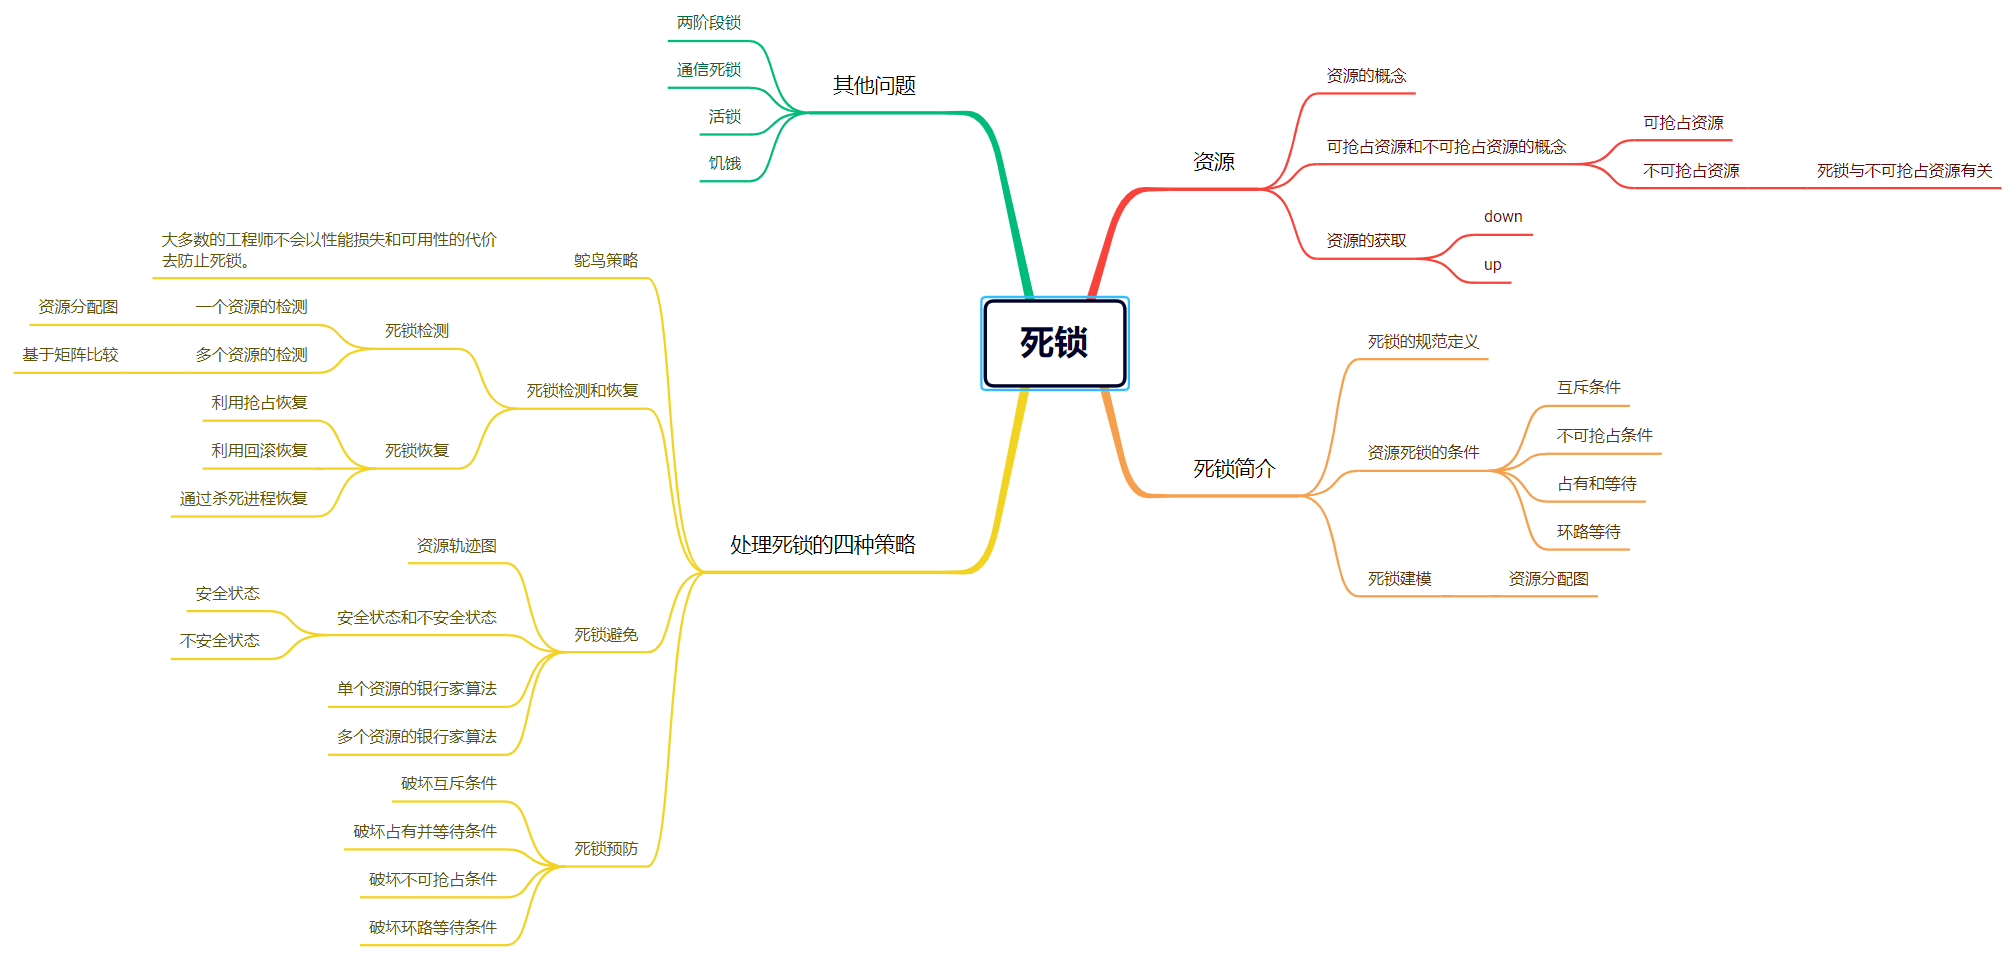 死锁
资源
资源的概念
可抢占资源和不可抢占资源的概念
可抢占资源
不可抢占资源
死锁与不可抢占资源有关
资源的获取
down
up
死锁简介
死锁的规范定义
资源死锁的条件
互斥条件
不可抢占条件
占有和等待
环路等待
死锁建模
资源分配图
处理死锁的四种策略
鸵鸟策略
大多数的工程师不会以性能损失和可用性的代价
去防止死锁。
死锁检测和恢复
死锁检测
一个资源的检测
资源分配图
多个资源的检测
基于矩阵比较
死锁恢复
利用抢占恢复
利用回滚恢复
通过杀死进程恢复
死锁避免
资源轨迹图
安全状态和不安全状态
安全状态
不安全状态
单个资源的银行家算法
多个资源的银行家算法
死锁预防
破坏互斥条件
破坏占有并等待条件
破坏不可抢占条件
破坏环路等待条件
其他问题
两阶段锁
通信死锁
活锁
饥饿